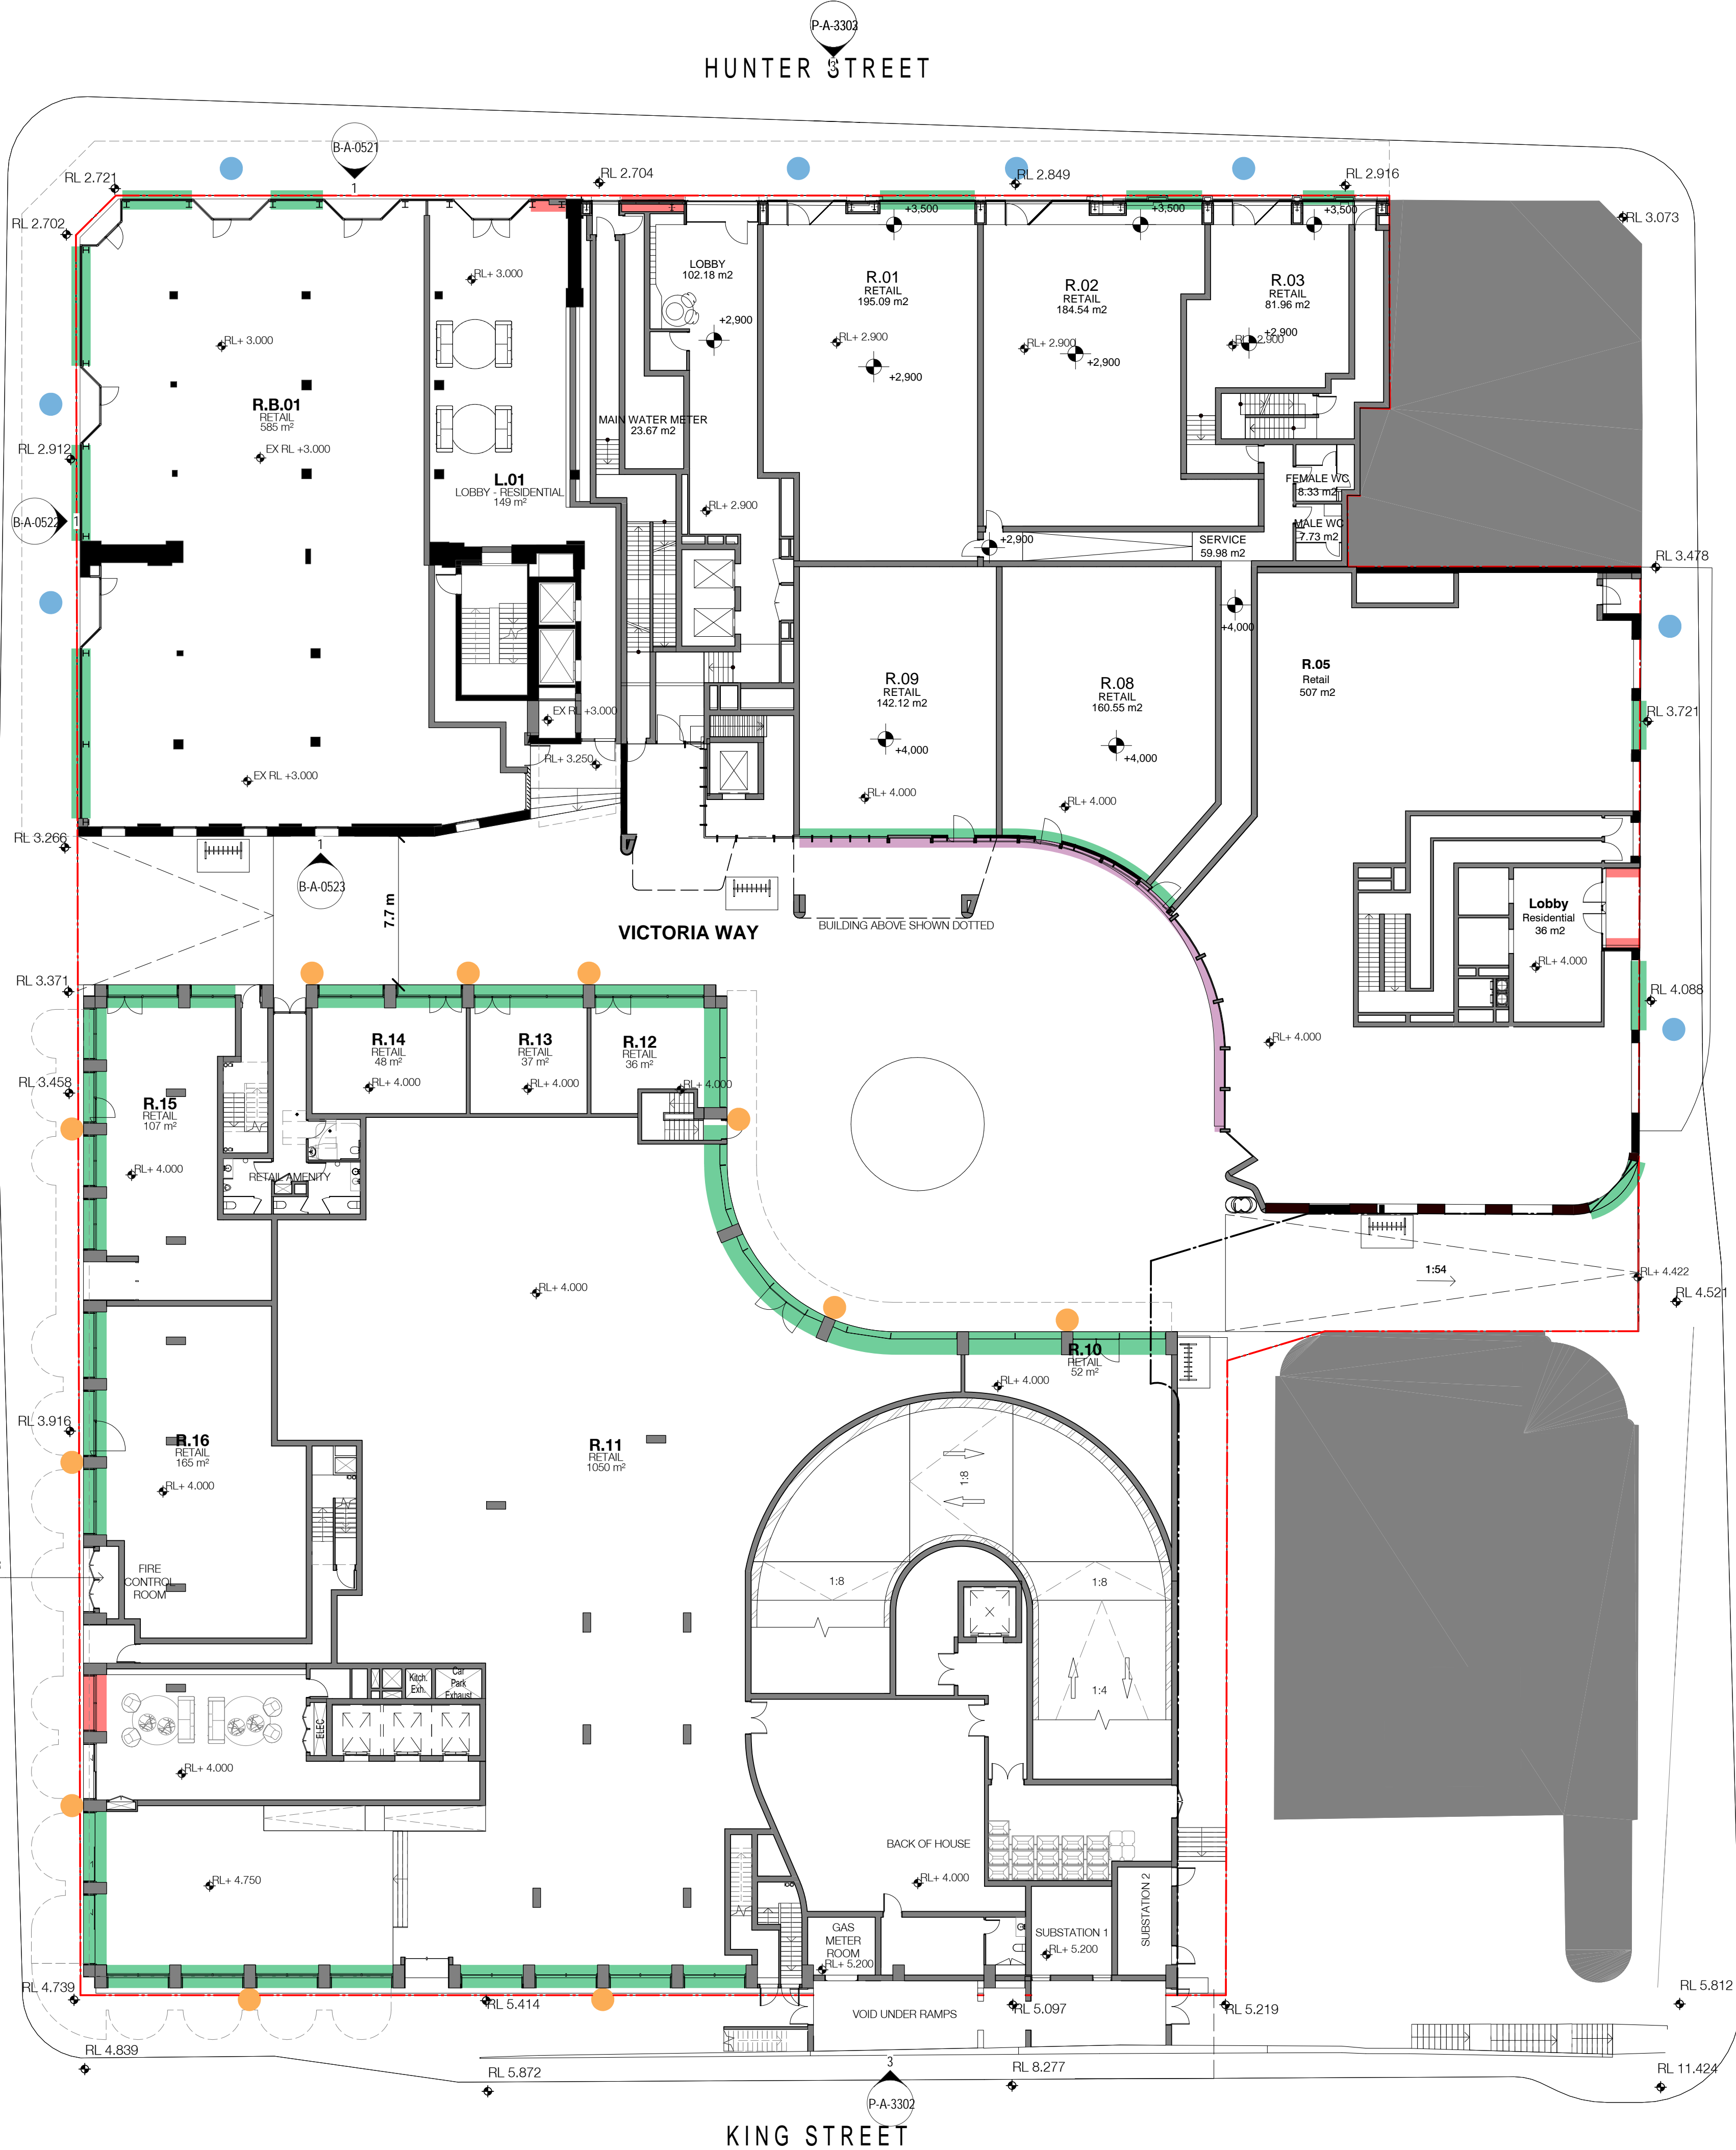 P-A-3303
3
HUNTER STREET
B-A-0521
1
RL 2.721
RL 2.704
RL 2.849
RL 2.916
RL 2.702
RL 3.073
+3,500
+3,500
+3,500
RL+ 3.000
LOBBY
102.18 m2
R.01
RETAIL
195.09 m2
R.02
RETAIL
184.54 m2
R.03
RETAIL
81.96 m2
RL+ 3.000
+2,900
RL+ 2.900
RL+ 2.900
+2,900
RL+ 2.900
+2,900
+2,900
R.B.01
RETAIL
585 m²
MAIN WATER METER
23.67 m2
EX RL +3.000
RL 2.912
L.01
LOBBY - RESIDENTIAL
149 m²
FEMALE WC
8.33 m2
B-A-0522
1
RL+ 2.900
MALE WC
7.73 m2
+2,900
SERVICE
59.98 m2
RL 3.478
+4,000
R.05
Retail
507 m2
R.09
RETAIL
142.12 m2
R.08
RETAIL
160.55 m2
EX RL +3.000
RL 3.721
+4,000
+4,000
RL+ 3.250
EX RL +3.000
RL+ 4.000
RL+ 4.000
RL 3.266
1
B-A-0523
7.7 m
VICTORIA WAY
BUILDING ABOVE SHOWN DOTTED
Lobby
Residential
36 m2
RL+ 4.000
RL 3.371
RL 4.088
R.14
RETAIL
48 m²
R.13
RETAIL
37 m²
R.12
RETAIL
36 m²
RL+ 4.000
RL 3.458
RL+ 4.000
RL+ 4.000
RL+ 4.000
R.15
RETAIL
107 m²
RL+ 4.000
RETAIL AMENITY
1:54
RL+ 4.422
RL 4.521
RL+ 4.000
R.10
RETAIL
52 m²
RL+ 4.000
RL 3.916
R.16
RETAIL
165 m²
RL+ 4.000
R.11
RETAIL
1050 m²
1:8
1:8
1:8
FIRE
CONTROL
ROOM
Kitch.
Exh.
Car
Park
Exhaust
1:4
ELEC
RL+ 4.000
BACK OF HOUSE
RL+ 4.000
RL+ 4.750
GAS
METER
ROOM
RL+ 5.200
SUBSTATION 1
RL+ 5.200
SUBSTATION 2
RL 4.739
RL 5.414
VOID UNDER RAMPS
RL 5.097
RL 5.219
RL 5.812
RL 4.839
RL 5.872
3
P-A-3302
RL 8.277
RL 11.424
KING STREET